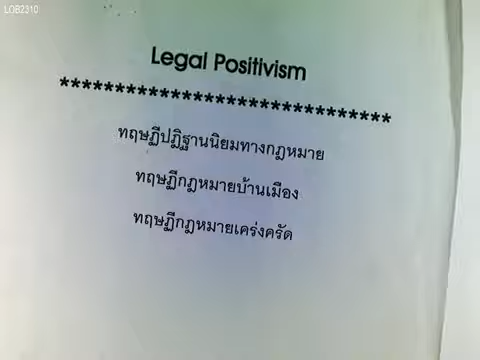 LOB2310
Legal Positivism
******************************
ทฤษฎีปฎิฐานนิยมทางกฎหมาย
ทฤษฎีกฎหมายบ้านเมือง
ทฤษฎีกฎหมายเคร่งครัด